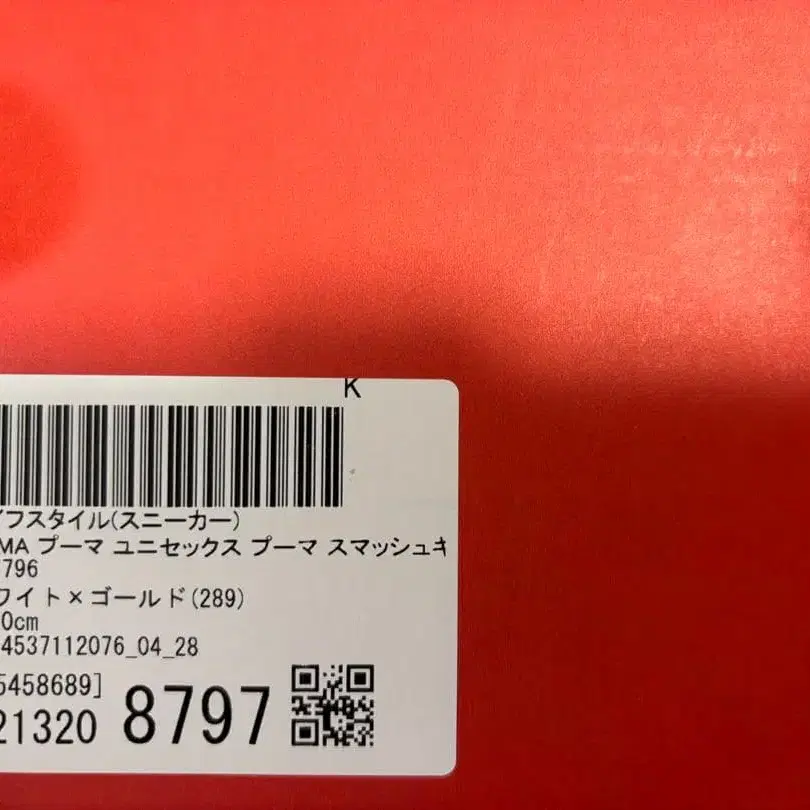 K
イフスタイル(スニーカー)
MA プーマ ユニセックス プーマ スマッシュキ
796
ワイト×ゴールド(289)
0cm
4537112076_04_28
5458689]
21320 8797